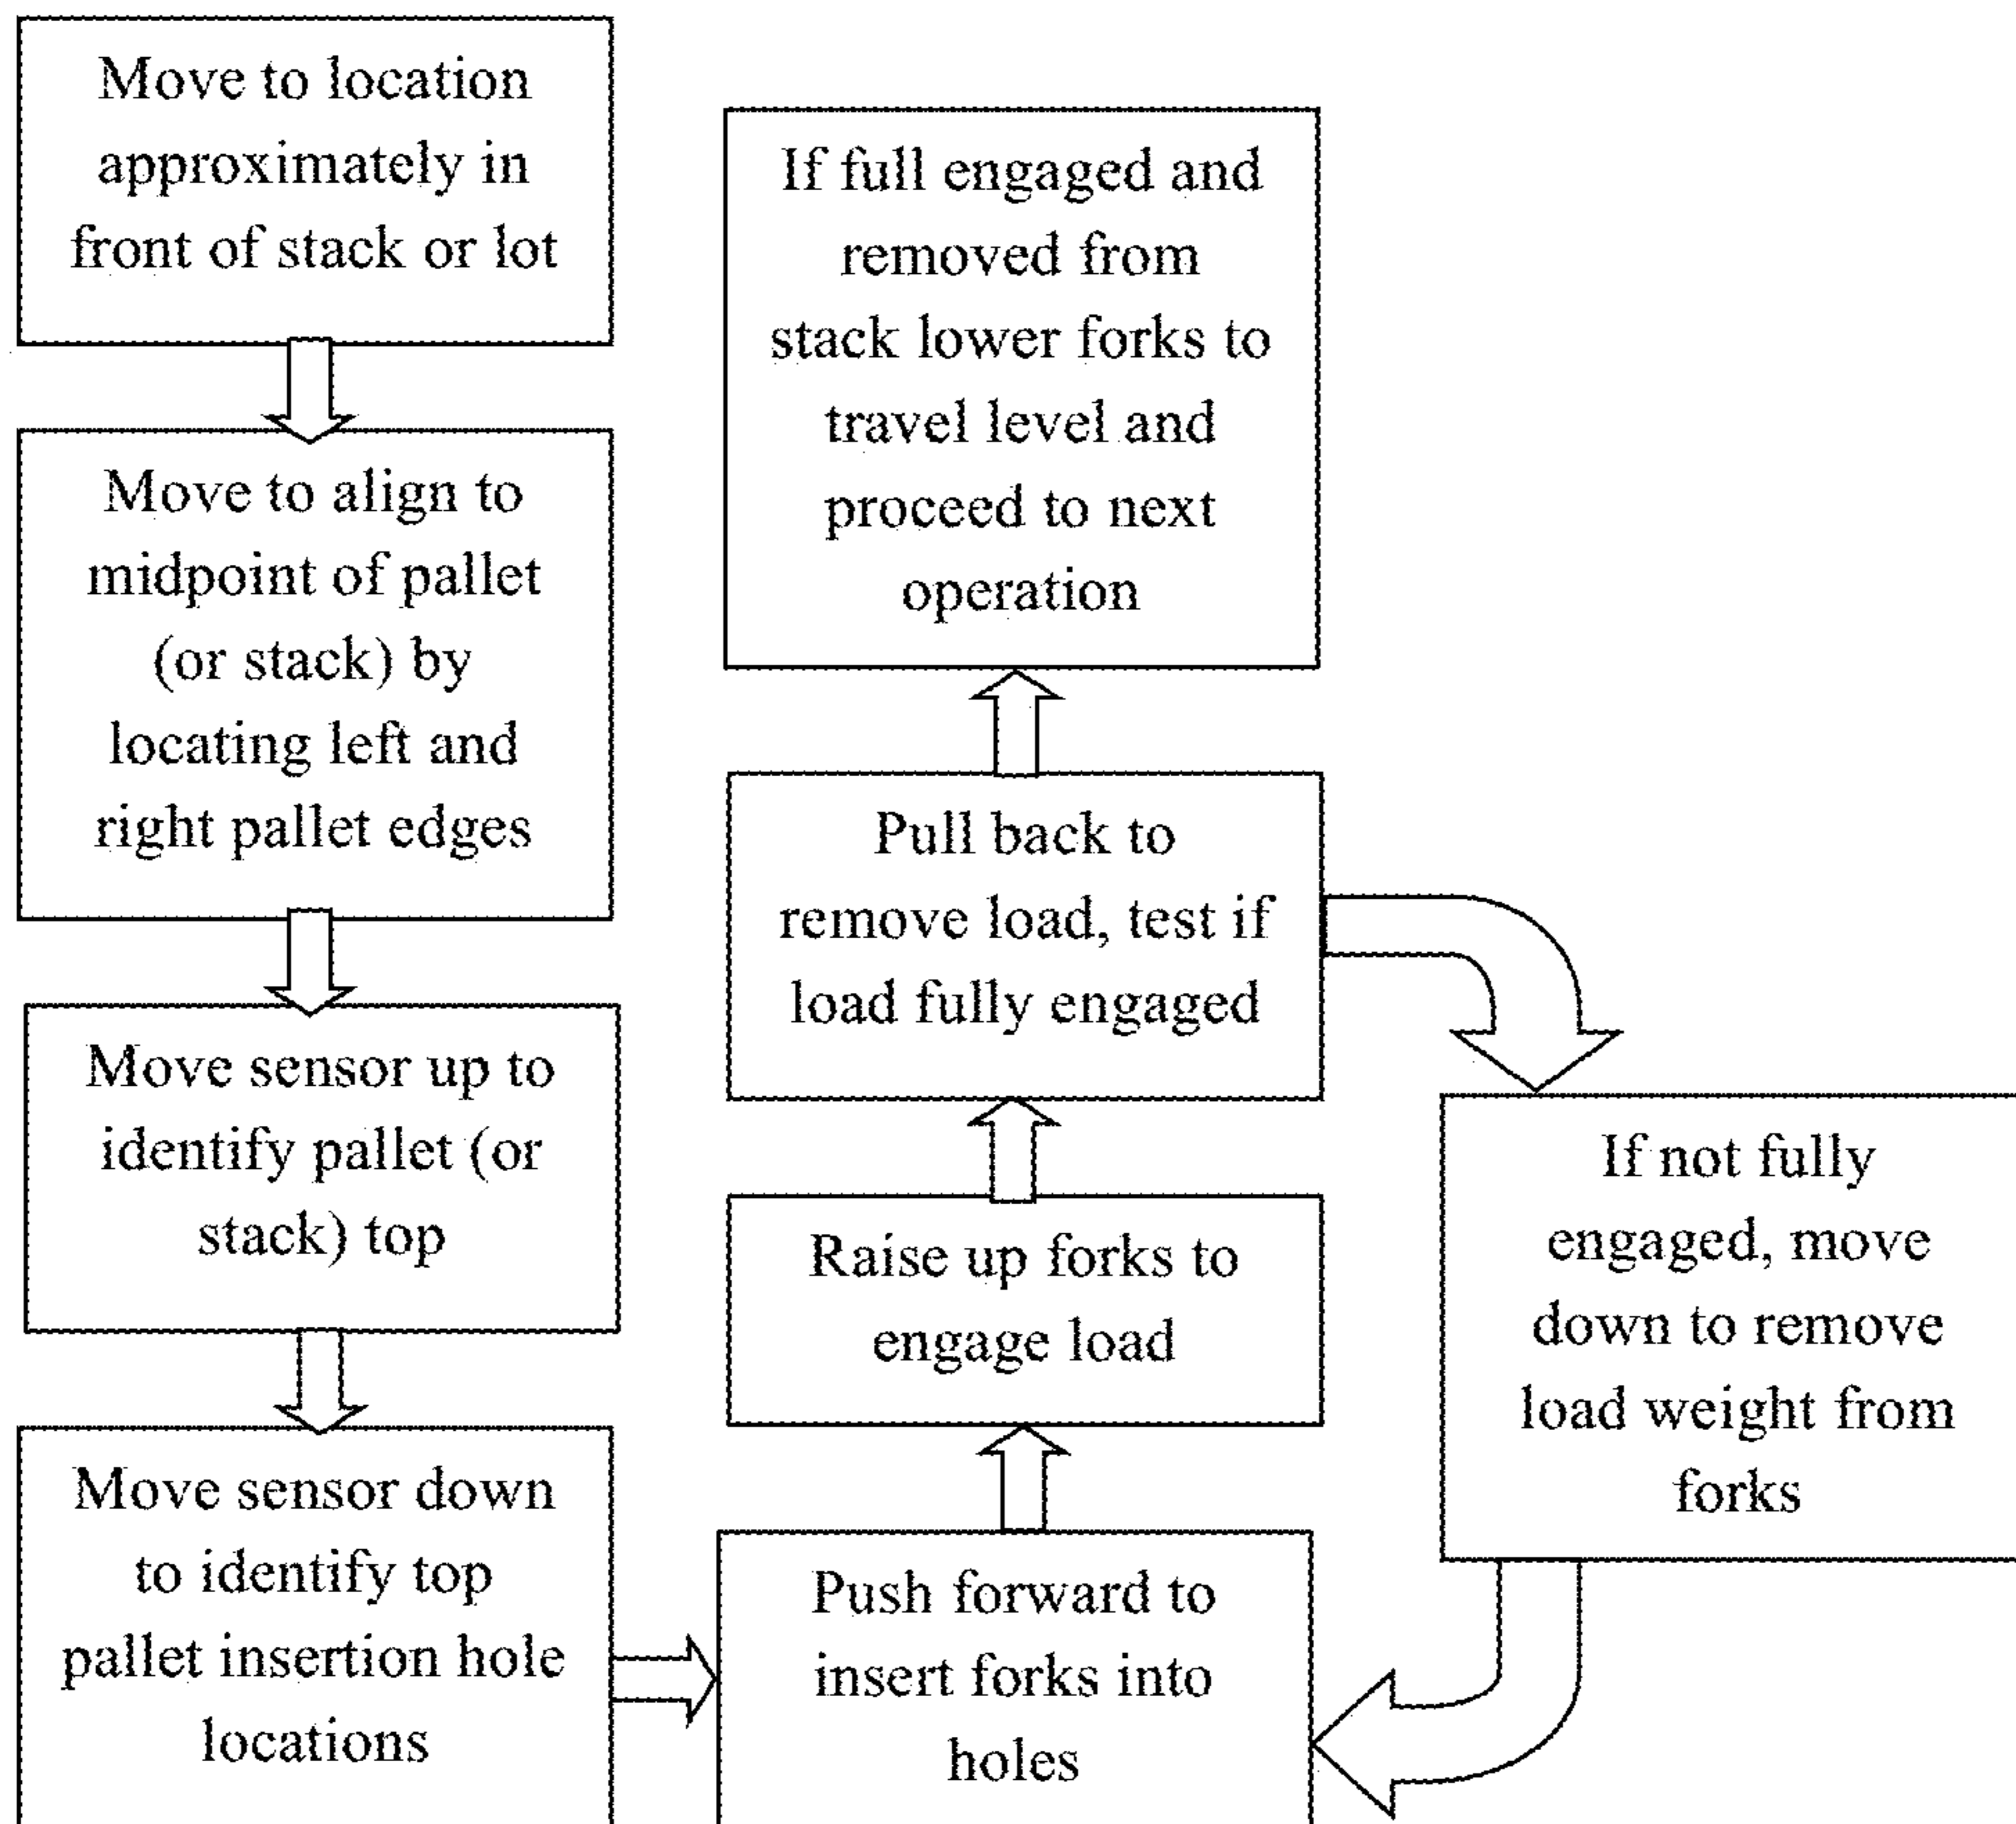 Move to location
approximately in
front of stack or lot
Move to align to
midpoint of pallet
(or stack) by
locating left and
right pallet edges
Move sensor up to
identify pallet (or
stack) top
Move sensor down
to identify top
pallet insertion hole
locations
Push forward to
insert forks into
holes
Raise up forks to
engage load
Pull back to
remove load, test if
load fully engaged
If full engaged and
removed from
stack lower forks to
travel level and
proceed to next
operation
If not fully
engaged, move
down to remove
load weight from
forks